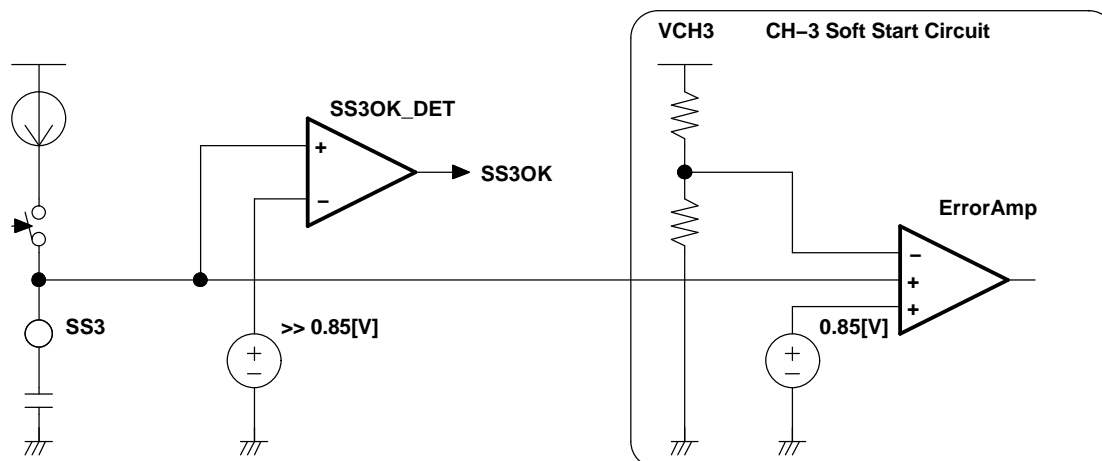 VCH3 CH−3 Soft Start Circuit
SS3OK_DET
+
SS3OK
−
ErrorAmp
−
+
+
SS3
>> 0.85[V]
0.85[V]
+
−
+
−